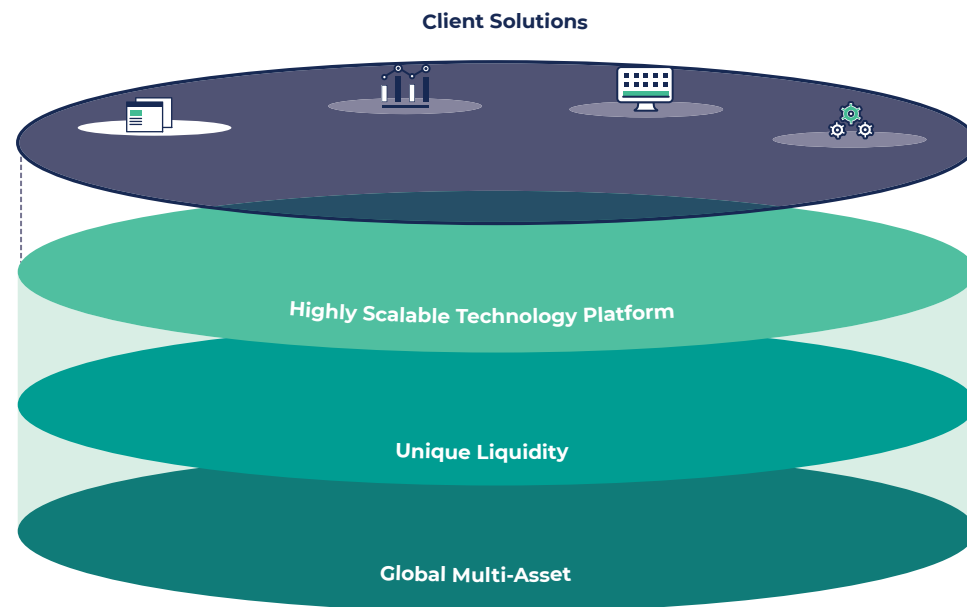 Client Solutions
Highly Scalable Technology Platform
Unique Liquidity
Global Multi-Asset